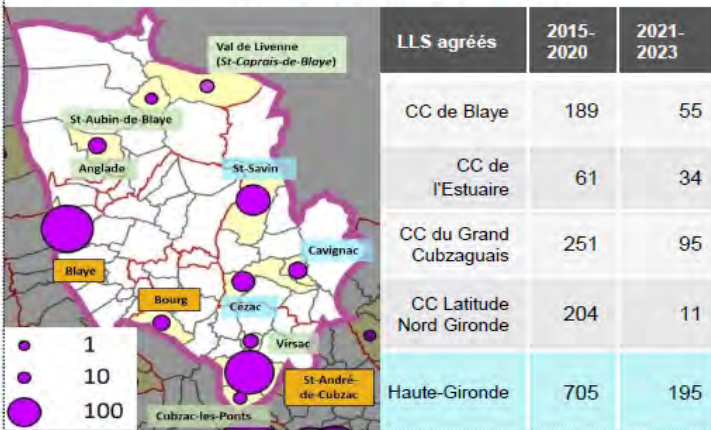 Val de Livenne
(St-Caprais-de-Blaye)
St-Aubin-de-Blaye
Anglade
St-Savin
Cavignac
Blaye
Bourg
Cézac
Virsac
St-André-
de-Cubzac
Cubzac-les-Ponts
1
10
100
LLS agréés 2015-2020 2021-2023
CC de Blaye 189 55
CC de l'Estuaire 61 34
CC du Grand Cubzaguais 251 95
CC Latitude Nord Gironde 204 11
Haute-Gironde 705 195